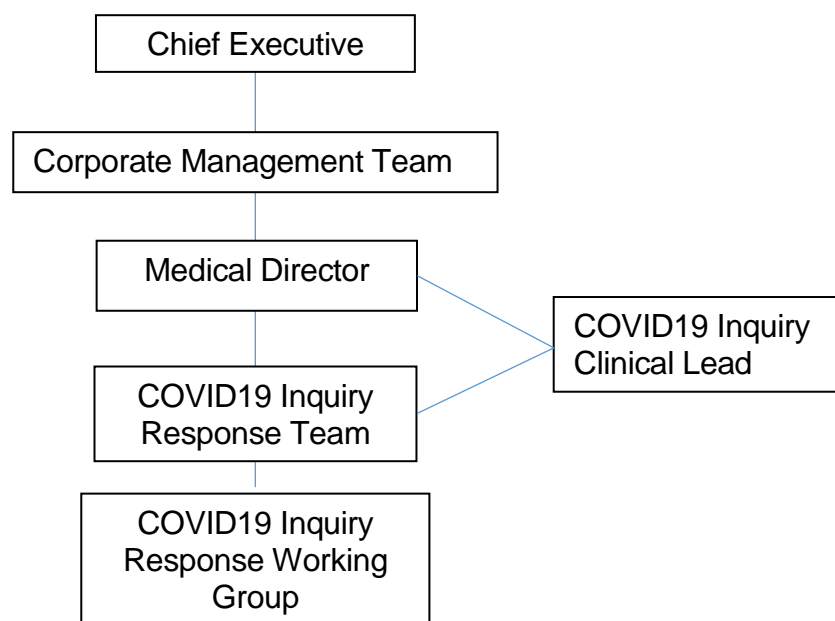 Chief Executive
Corporate Management Team
Medical Director
COVID19 Inquiry
Clinical Lead
COVID19 Inquiry
Response Team
COVID19 Inquiry
Response Working
Group